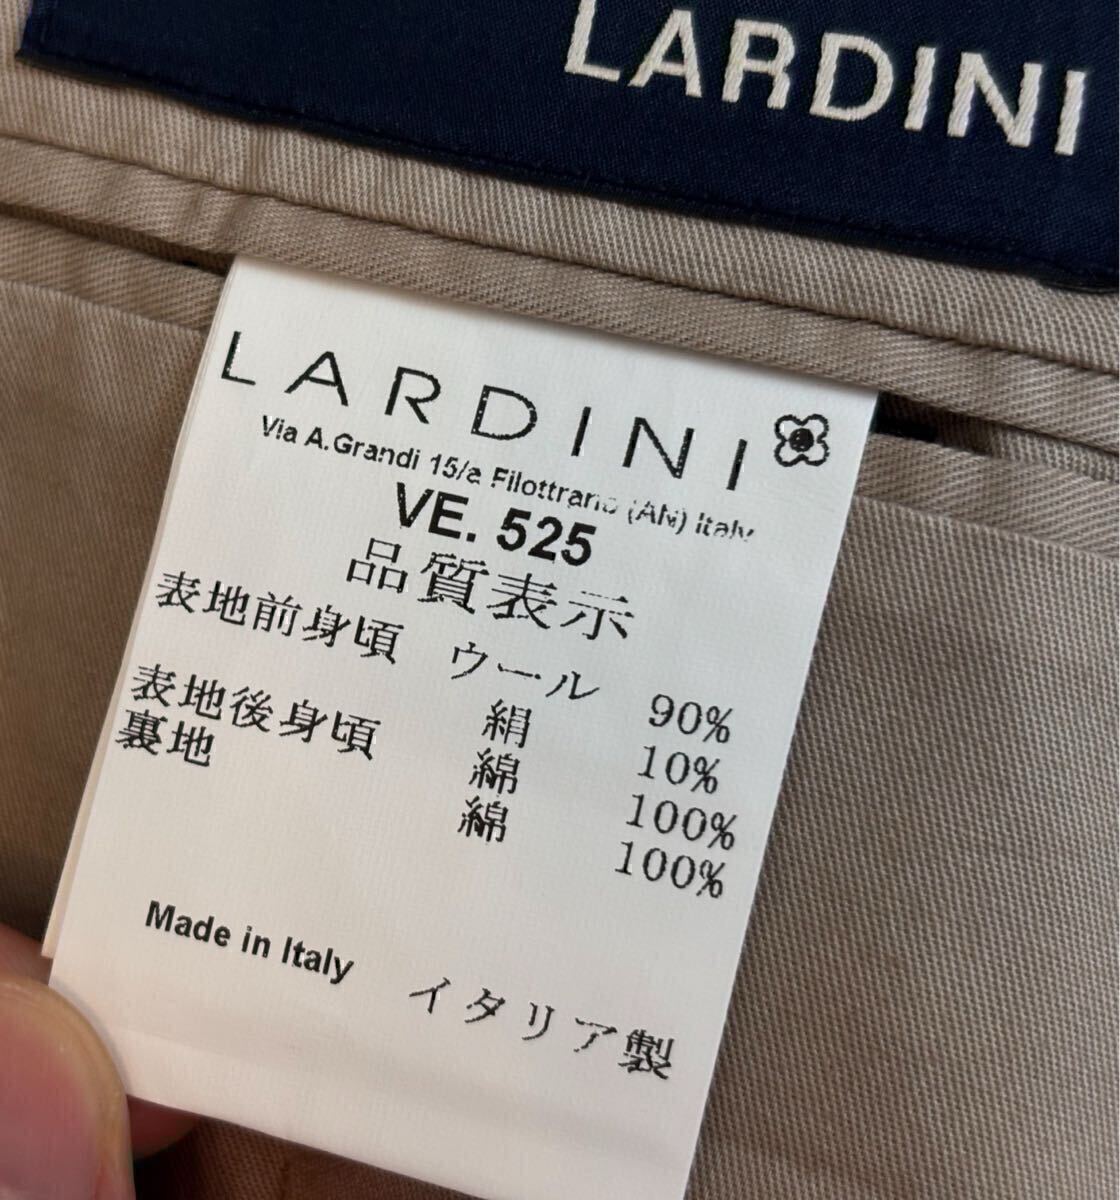 LARDINI
LARDINI
Via A.Grandi 15/a Filottrano (AN) Italy
VE. 525
品質表示
表地前身頃 ウール 90%
絹 10%
表地後身頃 綿 100%
裏地 綿 100%
Made in Italy イタリア製